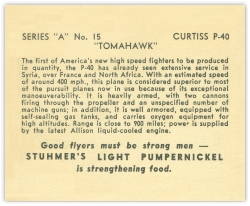 SERIES "A" No. 15 CURTISS P-40
"TOMAHAWK"
The first of America's new high speed fighters to be produced
in quantity, the P-40 has already seen extensive service in
Syria, over France and North Africa. With an estimated speed
of around 400 mph., this plane is considered to be most
potent of pursuit planes now in use because of its exceptional
manouverability. It is heavily armed, with two cannons
firing through the propeller and an unspecified number of
machine guns; in addition, it is well armoured, equipped with
self-sealing gas tanks, and carries oxygen equipment for
high altitudes. Range is close to 900 miles; power is supplied
by the latest Allison liquid-cooled engine.
Good flyers must be strong men —
STUHMER'S LIGHT PUMPERNICKEL
is strengthening food.